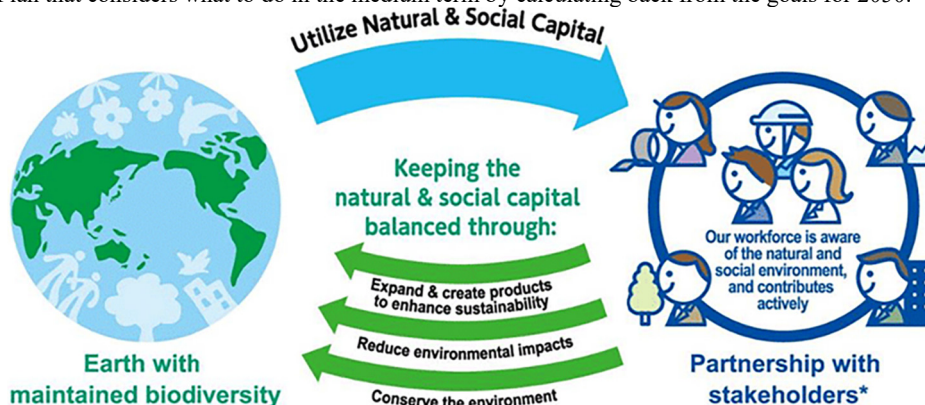 Plan that considers what to do in the medium term by calculating back from the goals for 2050.
Utilize Natural & Social Capital
Keeping the
natural & social capital
balanced through:
Expand & create products
to enhance sustainability
Reduce environmental impacts
Conserve the environment
Our workforce is aware
of the natural and
social environment,
and contributes
actively
Earth with
maintained biodiversity
Partnership with
stakeholders*